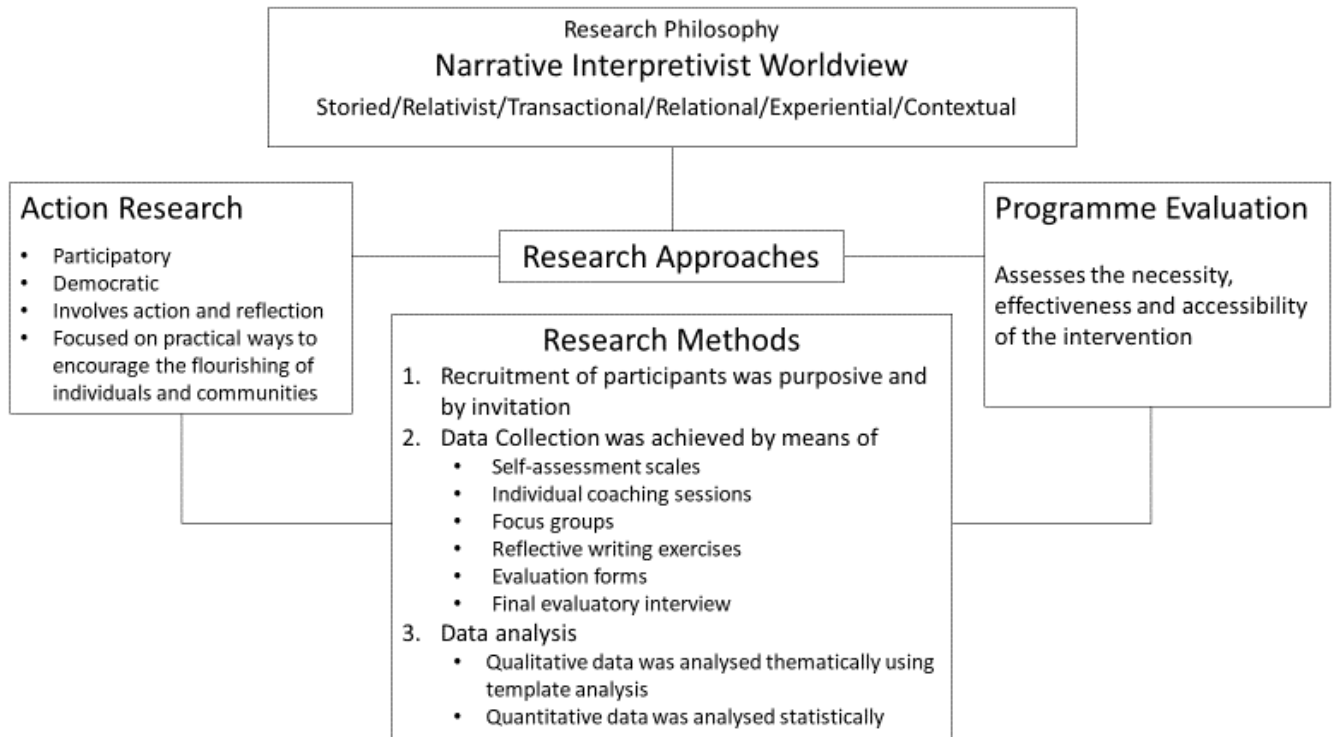 Research Philosophy
Narrative Interpretivist Worldview
Storied/Relativist/Transactional/Relational/Experiential/Contextual
Action Research
• Participatory
• Democratic
• Involves action and reflection
• Focused on practical ways to
encourage the flourishing of
individuals and communities
Research Approaches
Programme Evaluation
Assesses the necessity,
effectiveness and accessibility
of the intervention
Research Methods
1. Recruitment of participants was purposive and
by invitation
2. Data Collection was achieved by means of
• Self-assessment scales
• Individual coaching sessions
• Focus groups
• Reflective writing exercises
• Evaluation forms
• Final evaluatory interview
3. Data analysis
• Qualitative data was analysed thematically using
template analysis
• Quantitative data was analysed statistically